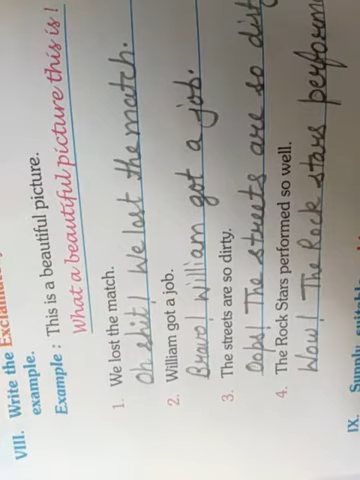 VIII. Write the Exclamat
example.
Example : This is a beautiful picture.
What a beautiful picture this is !
1. We lost the match.
Oh shit! We lost the match.
2. William got a job.
Bravo! William got a job.
3. The streets are so dirty.
Oops! The streets are so dirt
4. The Rock Stars performed so well.
Wow! The Rock stars perform
IX.